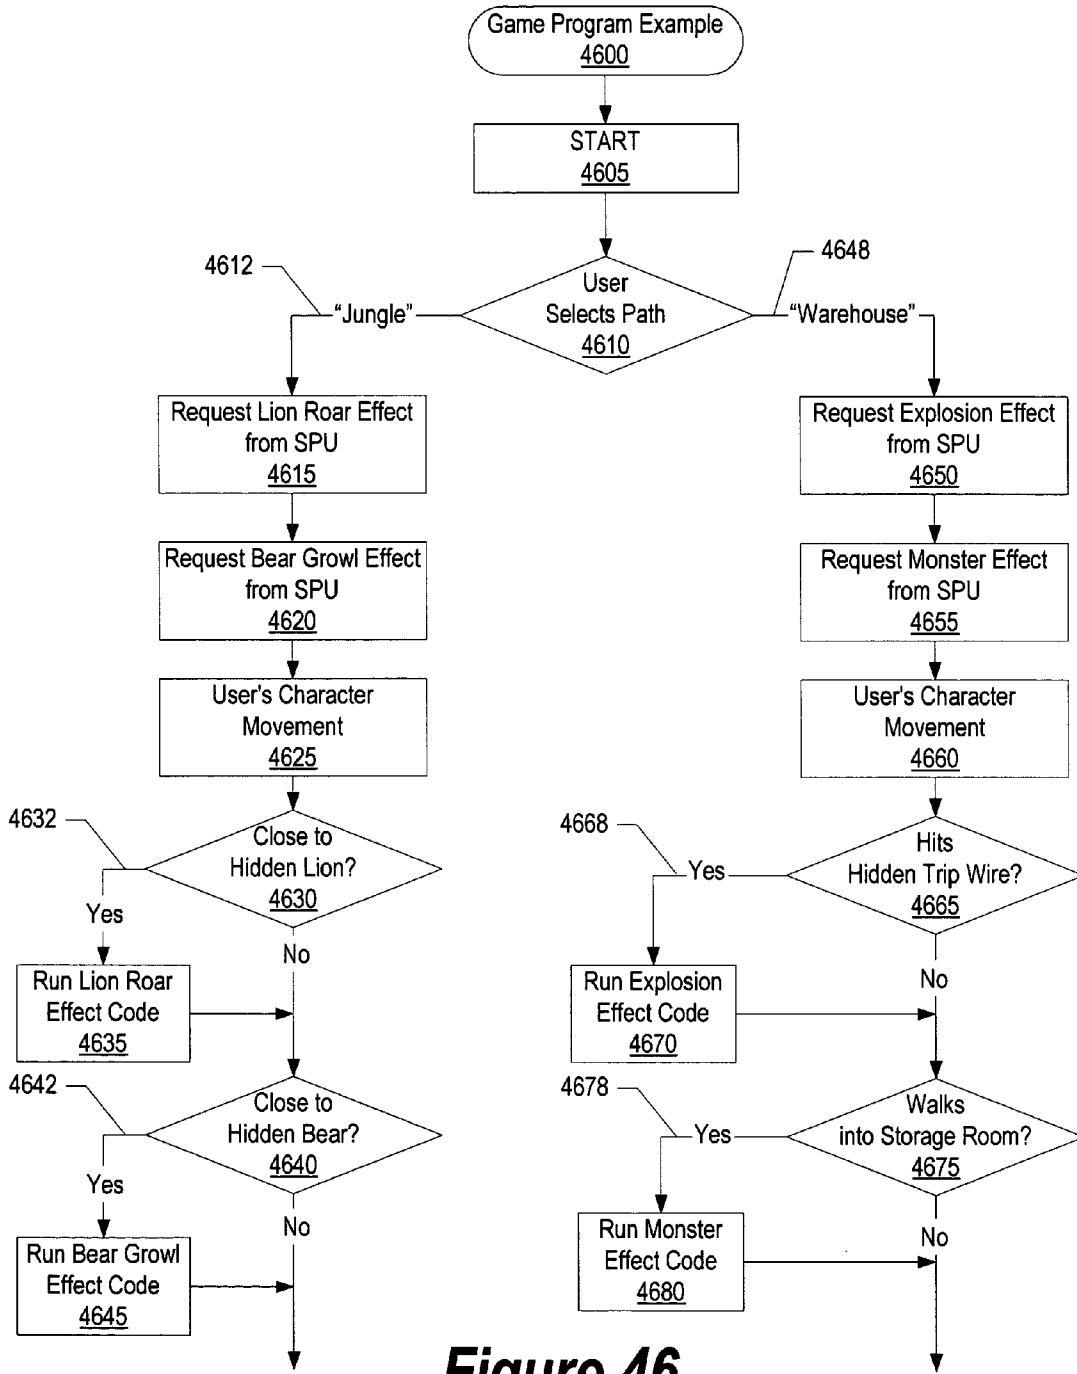 Game Program Example
4600
START
4605
4612
4648
User
Selects Path
4610
“Jungle”
“Warehouse”
Request Lion Roar Effect
from SPU
4615
Request Bear Growl Effect
from SPU
4620
User's Character
Movement
4625
4632
Close to
Hidden Lion?
4630
Yes
No
Run Lion Roar
Effect Code
4635
4642
Close to
Hidden Bear?
4640
Yes
No
Run Bear Growl
Effect Code
4645
Request Explosion Effect
from SPU
4650
Request Monster Effect
from SPU
4655
User's Character
Movement
4660
4668
Yes
Hits
Hidden Trip Wire?
4665
No
Run Explosion
Effect Code
4670
4678
Yes
Walks
into Storage Room?
4675
No
Run Monster
Effect Code
4680
Figure 46